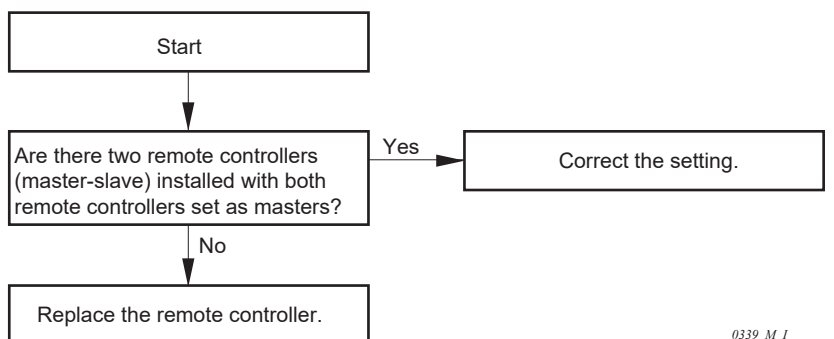 Start
Are there two remote controllers
(master-slave) installed with both
remote controllers set as masters?
Yes
Correct the setting.
No
Replace the remote controller.
0339_M_I